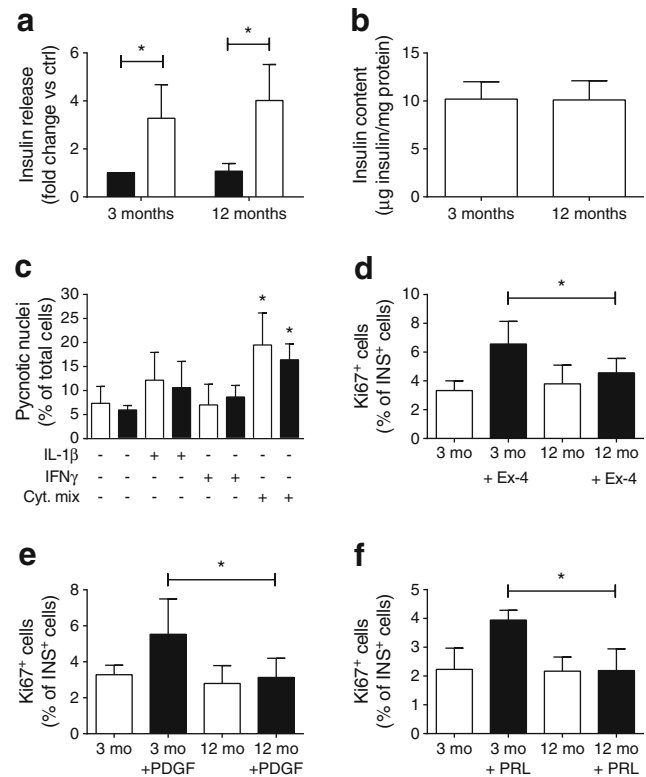 a
Insulin release
(fold change vs ctrl)
8
6
4
2
0
*
*
3 months
12 months
b
Insulin content
(µg insulin/mg protein)
15
10
5
0
3 months
12 months
c
Pycnotic nuclei
(% of total cells)
30
25
20
15
10
5
0
*
*
IL-1β - - + + - - - -
IFNγ - - - - + + - -
Cyt. mix - - - - - - + +
d
Ki67+ cells
(% of INS+ cells)
10
8
6
4
2
0
*
3 mo 3 mo 12 mo 12 mo
+ Ex-4 + Ex-4
e
Ki67+ cells
(% of INS+ cells)
8
6
4
2
0
*
3 mo 3 mo 12 mo 12 mo
+PDGF +PDGF
f
Ki67+ cells
(% of INS+ cells)
5
4
3
2
1
0
*
3 mo 3 mo 12 mo 12 mo
+ PRL + PRL